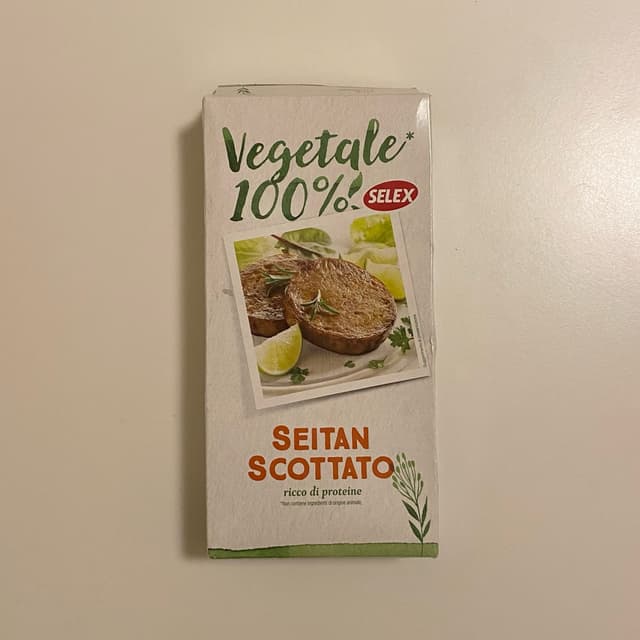 Vegetale*
100%
SELEX
SEITAN
SCOTTATO
ricco di proteine
*Non contiene ingredienti di origine animale.